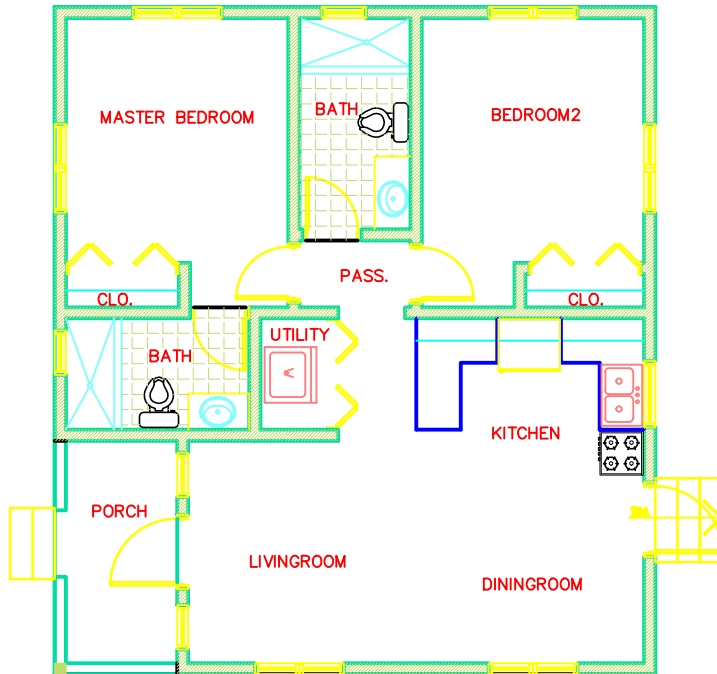 BATH
MASTER BEDROOM
BEDROOM2
PASS.
CLO.
CLO.
UTILITY
BATH
KITCHEN
PORCH
LIVINGROOM
DININGROOM